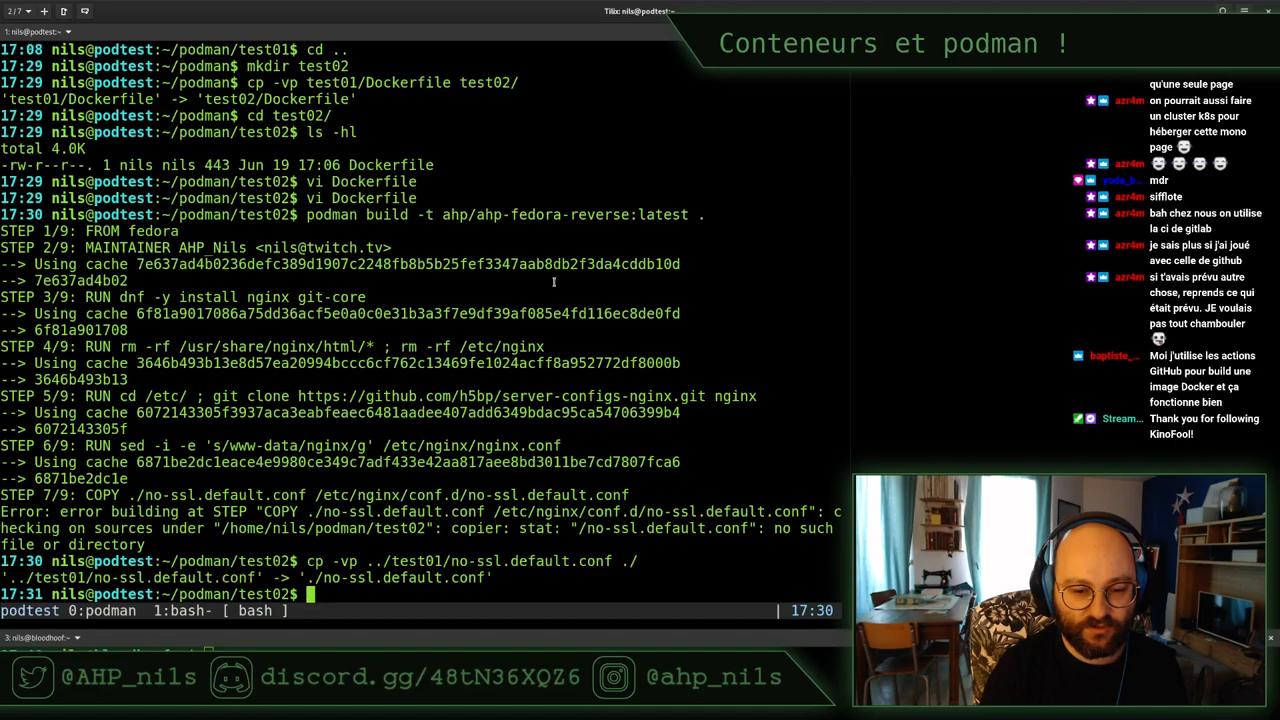 2/7
Tilix: nils@podtest:~
1: nils@podtest:~
17:08 nils@podtest:~/podman/test01$ cd ..
17:29 nils@podtest:~/podman$ mkdir test02
17:29 nils@podtest:~/podman$ cp -vp test01/Dockerfile test02/
'test01/Dockerfile' -> 'test02/Dockerfile'
17:29 nils@podtest:~/podman$ cd test02/
17:29 nils@podtest:~/podman/test02$ ls -hl
total 4.0K
-rw-r--r--. 1 nils nils 443 Jun 19 17:06 Dockerfile
17:29 nils@podtest:~/podman/test02$ vi Dockerfile
17:29 nils@podtest:~/podman/test02$ vi Dockerfile
17:30 nils@podtest:~/podman/test02$ podman build -t ahp/ahp-fedora-reverse:latest .
STEP 1/9: FROM fedora
STEP 2/9: MAINTAINER AHP_Nils <nils@twitch.tv>
--> Using cache 7e637ad4b0236defc389d1907c2248fb8b5b25fef3347aab8db2f3da4cddb10d
--> 7e637ad4b02
STEP 3/9: RUN dnf -y install nginx git-core
--> Using cache 6f81a9017086a75dd36acf5e0a0c0e31b3a3f7e9df39af085e4fd116ec8de0fd
--> 6f81a901708
STEP 4/9: RUN rm -rf /usr/share/nginx/html/* ; rm -rf /etc/nginx
--> Using cache 3646b493b13e8d57ea20994bccc6cf762c13469fe1024acff8a952772df8000b
--> 3646b493b13
STEP 5/9: RUN cd /etc/ ; git clone https://github.com/h5bp/server-configs-nginx.git nginx
--> Using cache 6072143305f3937aca3eabfeaec6481aadee407add6349bdac95ca54706399b4
--> 6072143305f
STEP 6/9: RUN sed -i -e 's/www-data/nginx/g' /etc/nginx/nginx.conf
--> Using cache 6871be2dc1eace4e9980ce349c7adf433e42aa817aee8bd3011be7cd7807fca6
--> 6871be2dc1e
STEP 7/9: COPY ./no-ssl.default.conf /etc/nginx/conf.d/no-ssl.default.conf
Error: error building at STEP "COPY ./no-ssl.default.conf /etc/nginx/conf.d/no-ssl.default.conf": c
hecking on sources under "/home/nils/podman/test02": copier: stat: "/no-ssl.default.conf": no such
file or directory
17:30 nils@podtest:~/podman/test02$ cp -vp ../test01/no-ssl.default.conf ./
'../test01/no-ssl.default.conf' -> './no-ssl.default.conf'
17:31 nils@podtest:~/podman/test02$
podtest 0:podman  1:bash- [ bash ] | 17:30
3: nils@bloodhoof:~
Conteneurs et podman !
qu'une seule page
azr4m on pourrait aussi faire
un cluster k8s pour
héberger cette mono
page
azr4m
mdr
azr4m sifflote
azr4m bah chez nous on utilise
la ci de gitlab
azr4m je sais plus si j'ai joué
avec celle de github
azr4m si t'avais prévu autre
chose, reprends ce qui
était prévu. JE voulais
pas tout chambouler
baptiste_... Moi j'utilise les actions
GitHub pour build une
image Docker et ça
fonctionne bien
Stream... Thank you for following
KinoFool!
@AHP_nils
discord.gg/48tN36XQZ6
@ahp_nils